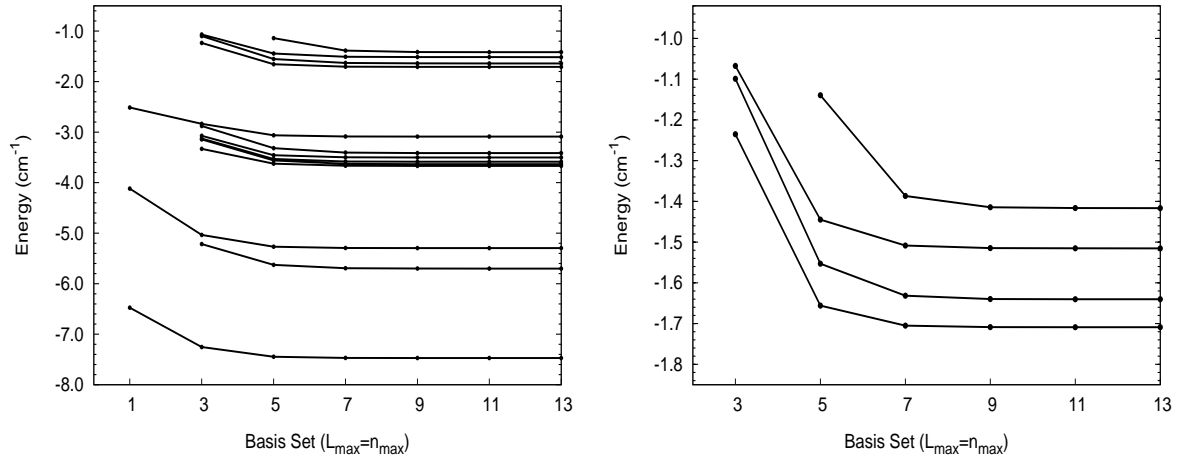 -1.0
-2.0
-3.0
-4.0
-5.0
-6.0
-7.0
-8.0
Energy (cm-1)
1 3 5 7 9 11 13
Basis Set (Lmax=nmax)
-1.0
-1.1
-1.2
-1.3
-1.4
-1.5
-1.6
-1.7
-1.8
Energy (cm-1)
3 5 7 9 11 13
Basis Set (Lmax=nmax)